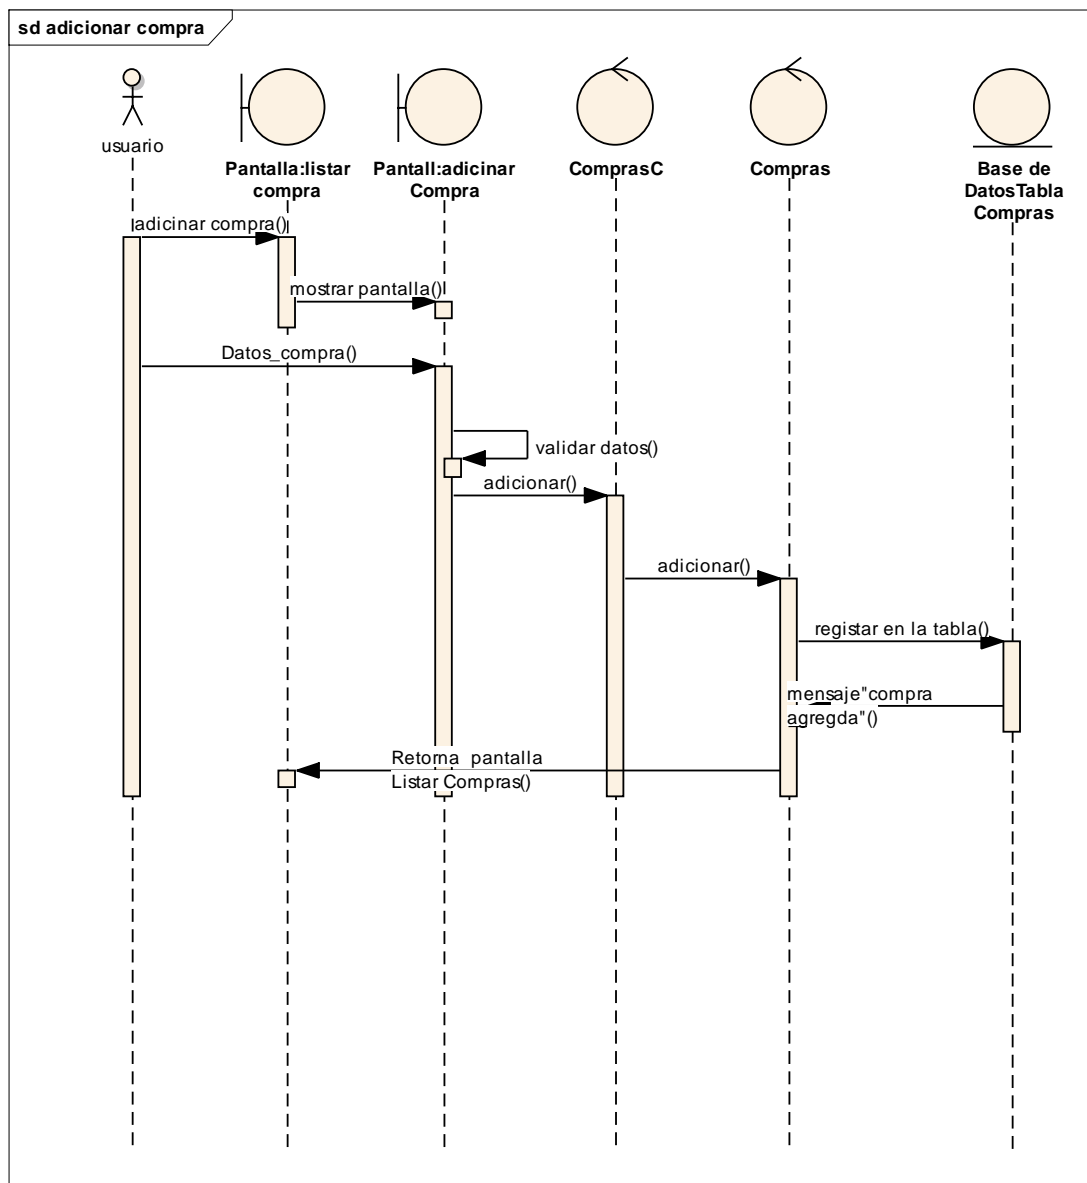 sd adicionar compra
usuario
Pantalla:listar
compra
Pantall:adicinar
Compra
ComprasC
Compras
Base de
DatosTabla
Compras
adicinar compra()
mostrar pantalla()
Datos_compra()
validar datos()
adicionar()
adicionar()
registar en la tabla()
mensaje"compra
agregda"()
Retorna pantalla
Listar Compras()